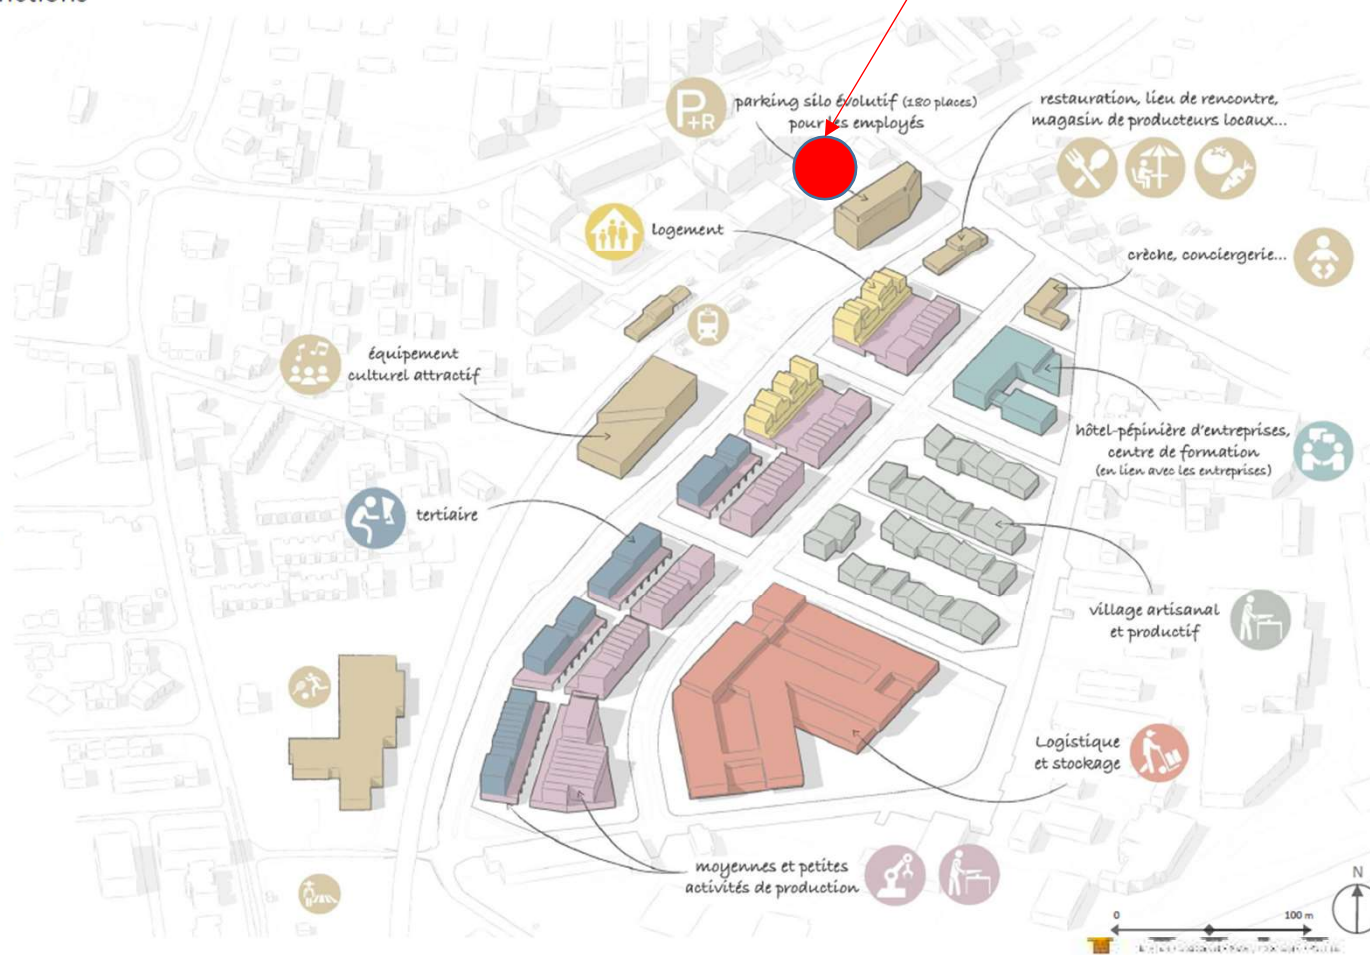 P+R
parking silo évolutif (180 places)
pour les employés
restauration, lieu de rencontre,
magasin de producteurs locaux...
logement
crèche, conciergerie...
équipement
culturel attractif
hôtel-pépinière d'entreprises,
centre de formation
(en lien avec les entreprises)
tertiaire
village artisanal
et productif
Logistique
et stockage
moyennes et petites
activités de production
N
0
100 m